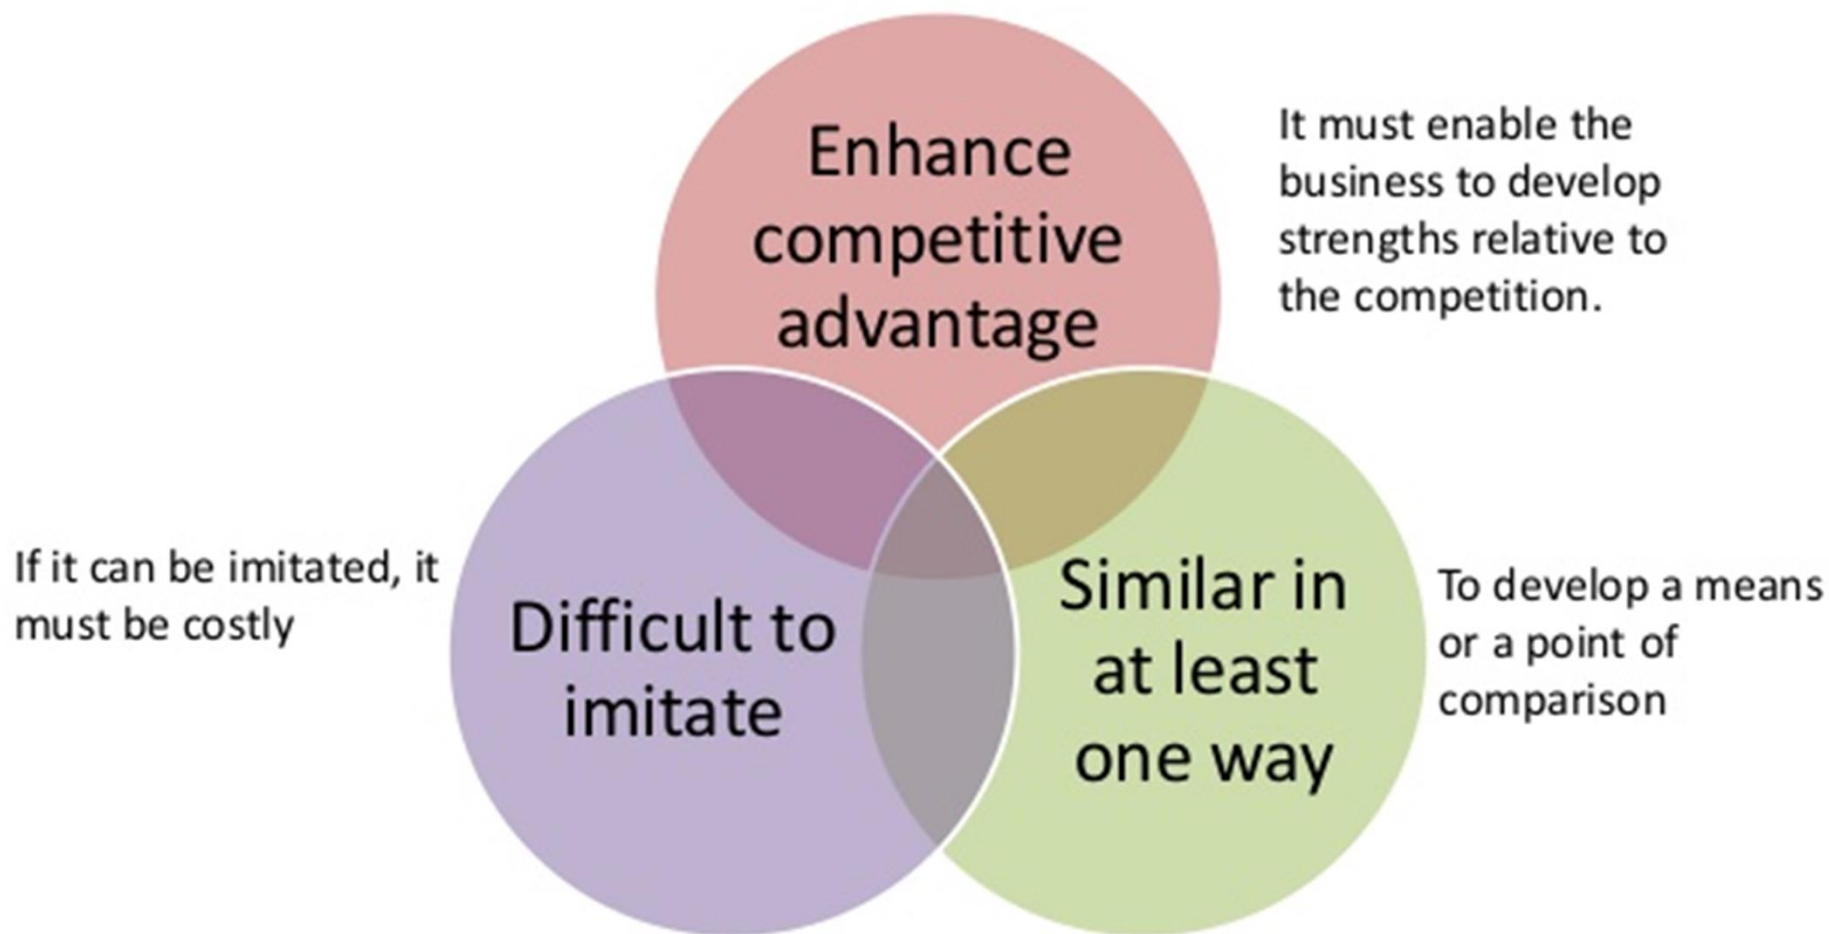 Enhance
competitive
advantage
It must enable the
business to develop
strengths relative to
the competition.
If it can be imitated, it
must be costly
Difficult to
imitate
Similar in
at least
one way
To develop a means
or a point of
comparison